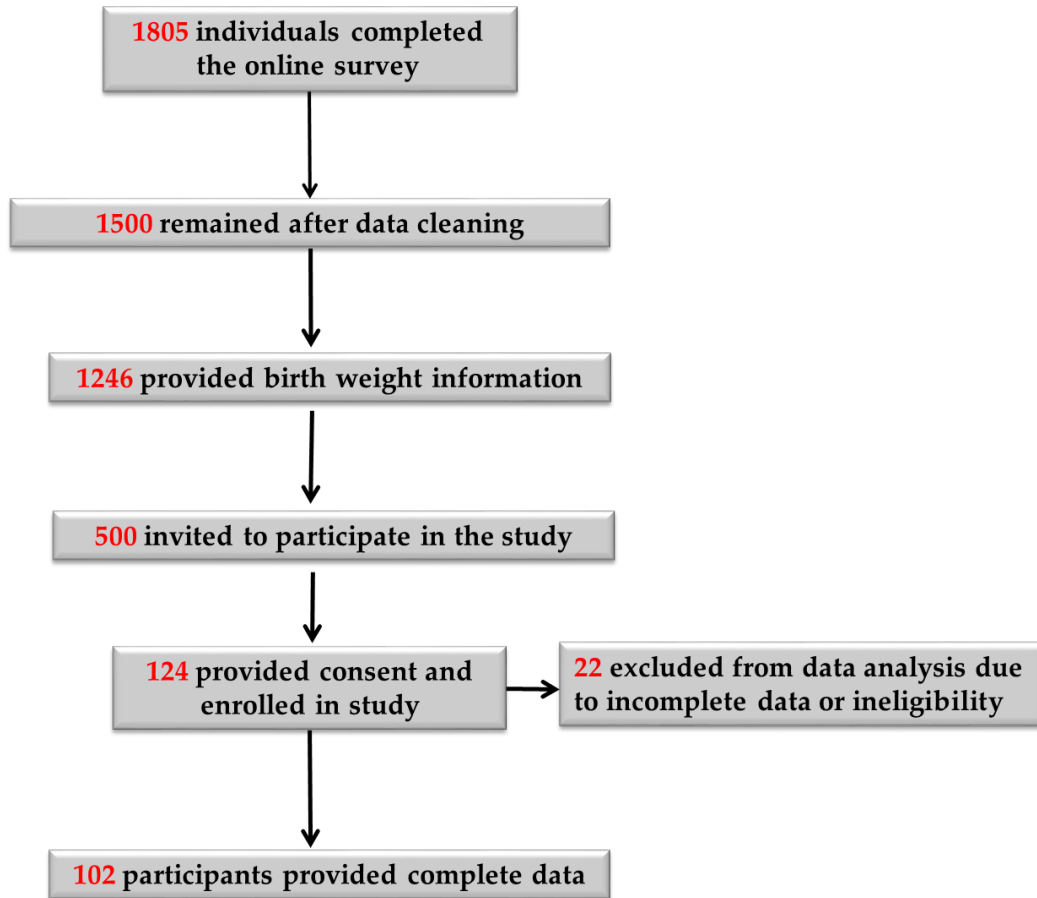 1805 individuals completed
the online survey
1500 remained after data cleaning
1246 provided birth weight information
500 invited to participate in the study
124 provided consent and
enrolled in study
22 excluded from data analysis due
to incomplete data or ineligibility
102 participants provided complete data